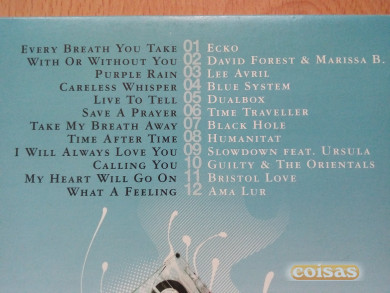 Every Breath You Take 01 Ecko
With Or Without You 02 David Forest & Marissa B.
Purple Rain 03 Lee Avril
Careless Whisper 04 Blue System
Live To Tell 05 Dualbox
Save A Prayer 06 Time Traveller
Take My Breath Away 07 Black Hole
Time After Time 08 Humanitat
I Will Always Love You 09 Slowdown feat. Ursula
Calling You 10 Guilty & The Orientals
My Heart Will Go On 11 Bristol Love
What A Feeling 12 Ama Lur
coisas